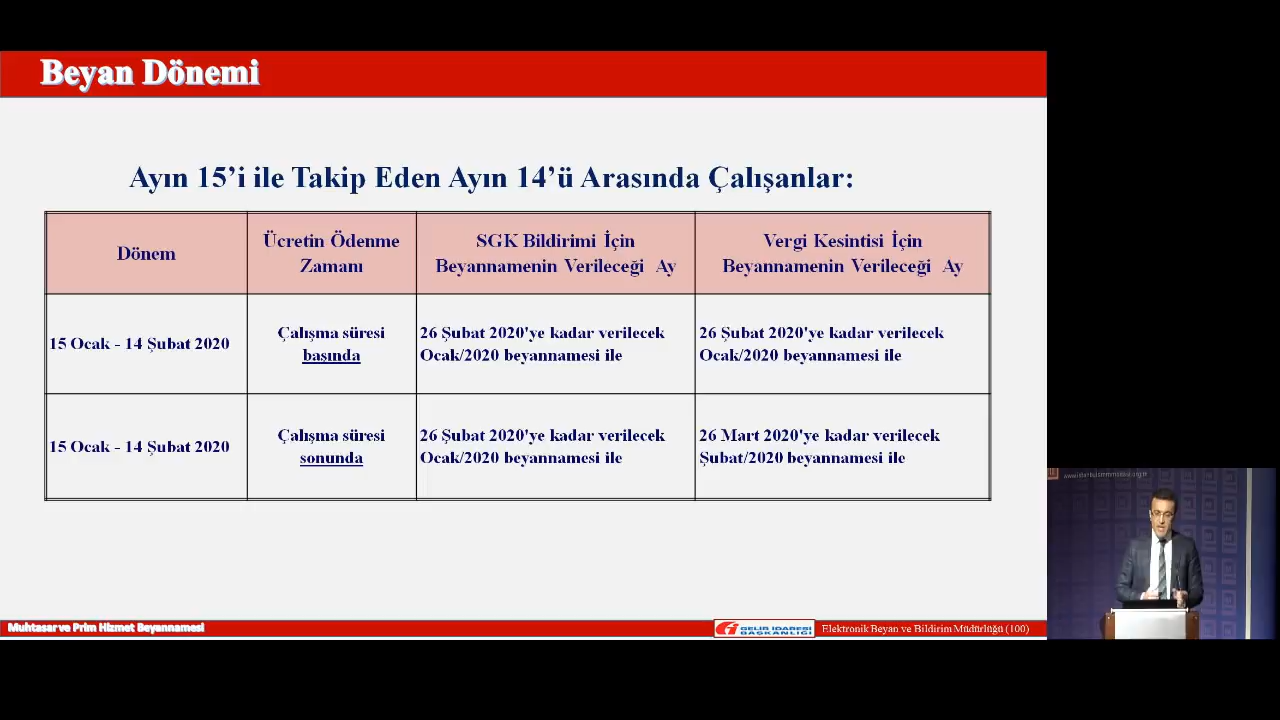 Beyan Dönemi
Ayın 15’i ile Takip Eden Ayın 14’ü Arasında Çalışanlar:
Dönem
Ücretin Ödenme
Zamanı
SGK Bildirimi İçin
Beyannamenin Verileceği Ay
Vergi Kesintisi İçin
Beyannamenin Verileceği Ay
15 Ocak - 14 Şubat 2020
Çalışma süresi
başında
26 Şubat 2020'ye kadar verilecek
Ocak/2020 beyannamesi ile
26 Şubat 2020'ye kadar verilecek
Ocak/2020 beyannamesi ile
15 Ocak - 14 Şubat 2020
Çalışma süresi
sonunda
26 Şubat 2020'ye kadar verilecek
Ocak/2020 beyannamesi ile
26 Mart 2020'ye kadar verilecek
Şubat/2020 beyannamesi ile
Muhtasar ve Prim Hizmet Beyannamesi
GELİR İDARESİ
BAŞKANLIĞI
Elektronik Beyan ve Bildirim Müdürlüğü (100)